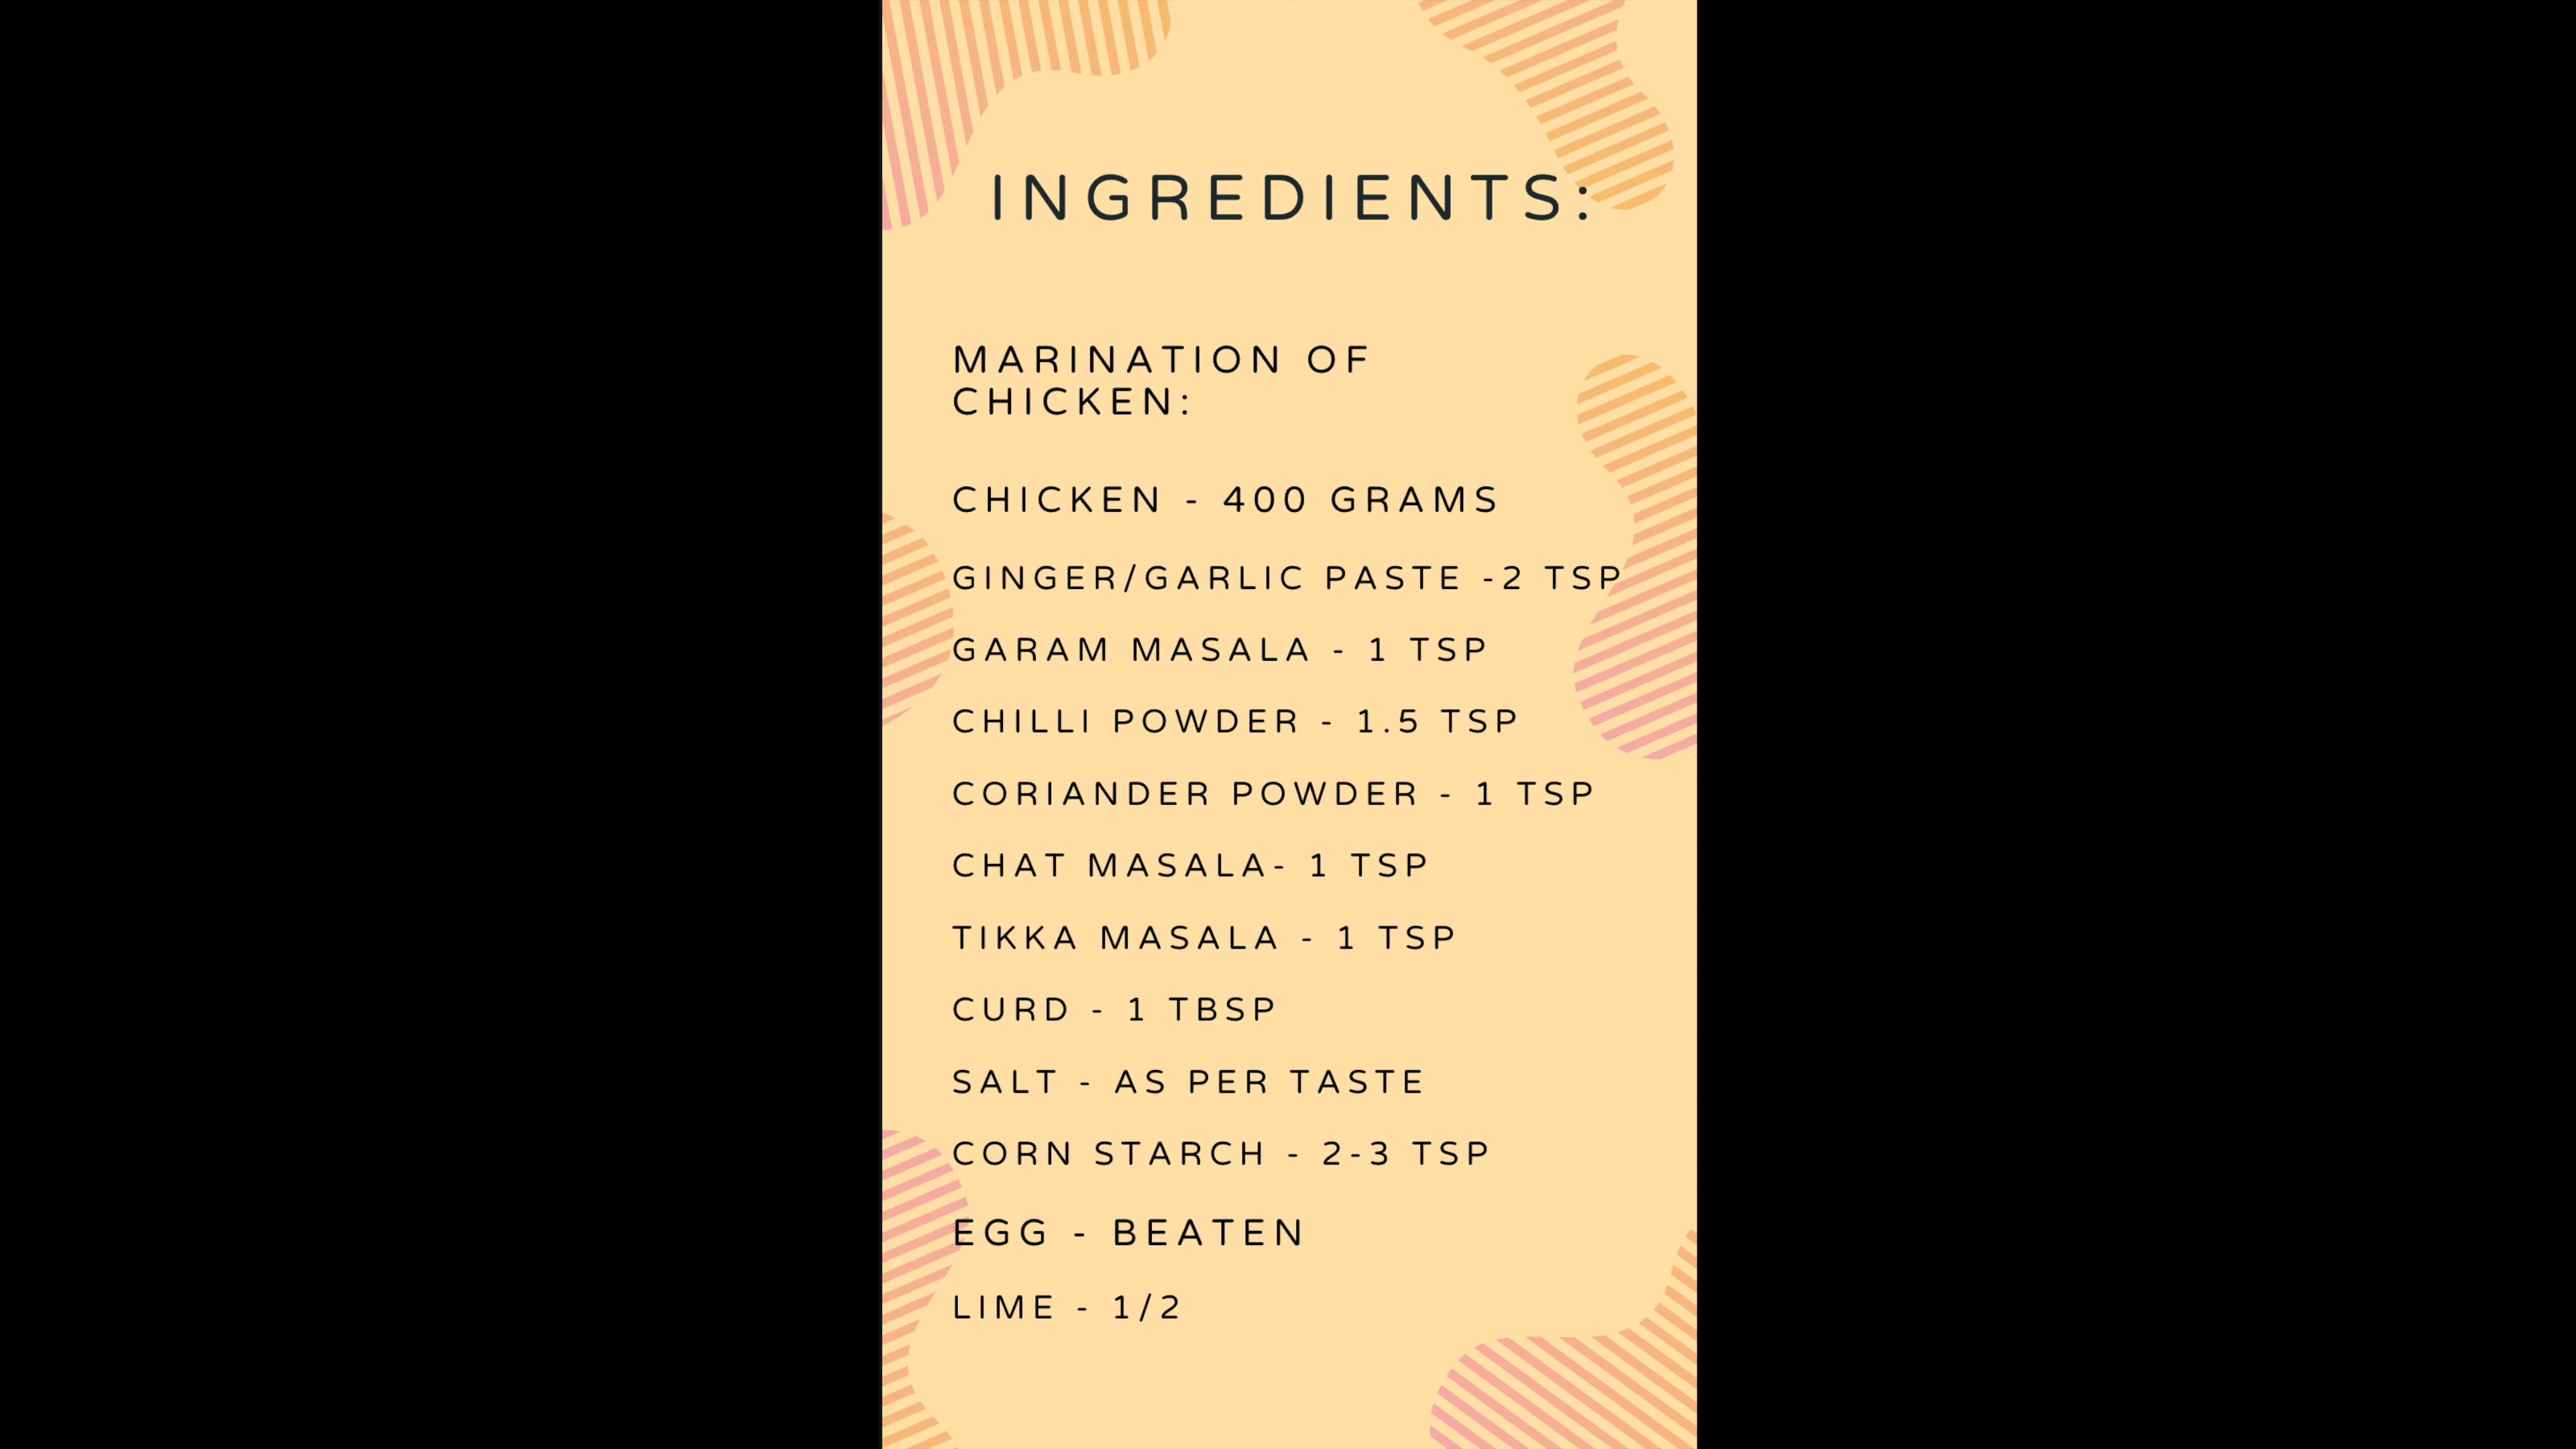 INGREDIENTS:
MARINATION OF
CHICKEN:
CHICKEN - 400 GRAMS
GINGER/GARLIC PASTE -2 TSP
GARAM MASALA - 1 TSP
CHILLI POWDER - 1.5 TSP
CORIANDER POWDER - 1 TSP
CHAT MASALA- 1 TSP
TIKKA MASALA - 1 TSP
CURD - 1 TBSP
SALT - AS PER TASTE
CORN STARCH - 2-3 TSP
EGG - BEATEN
LIME - 1/2